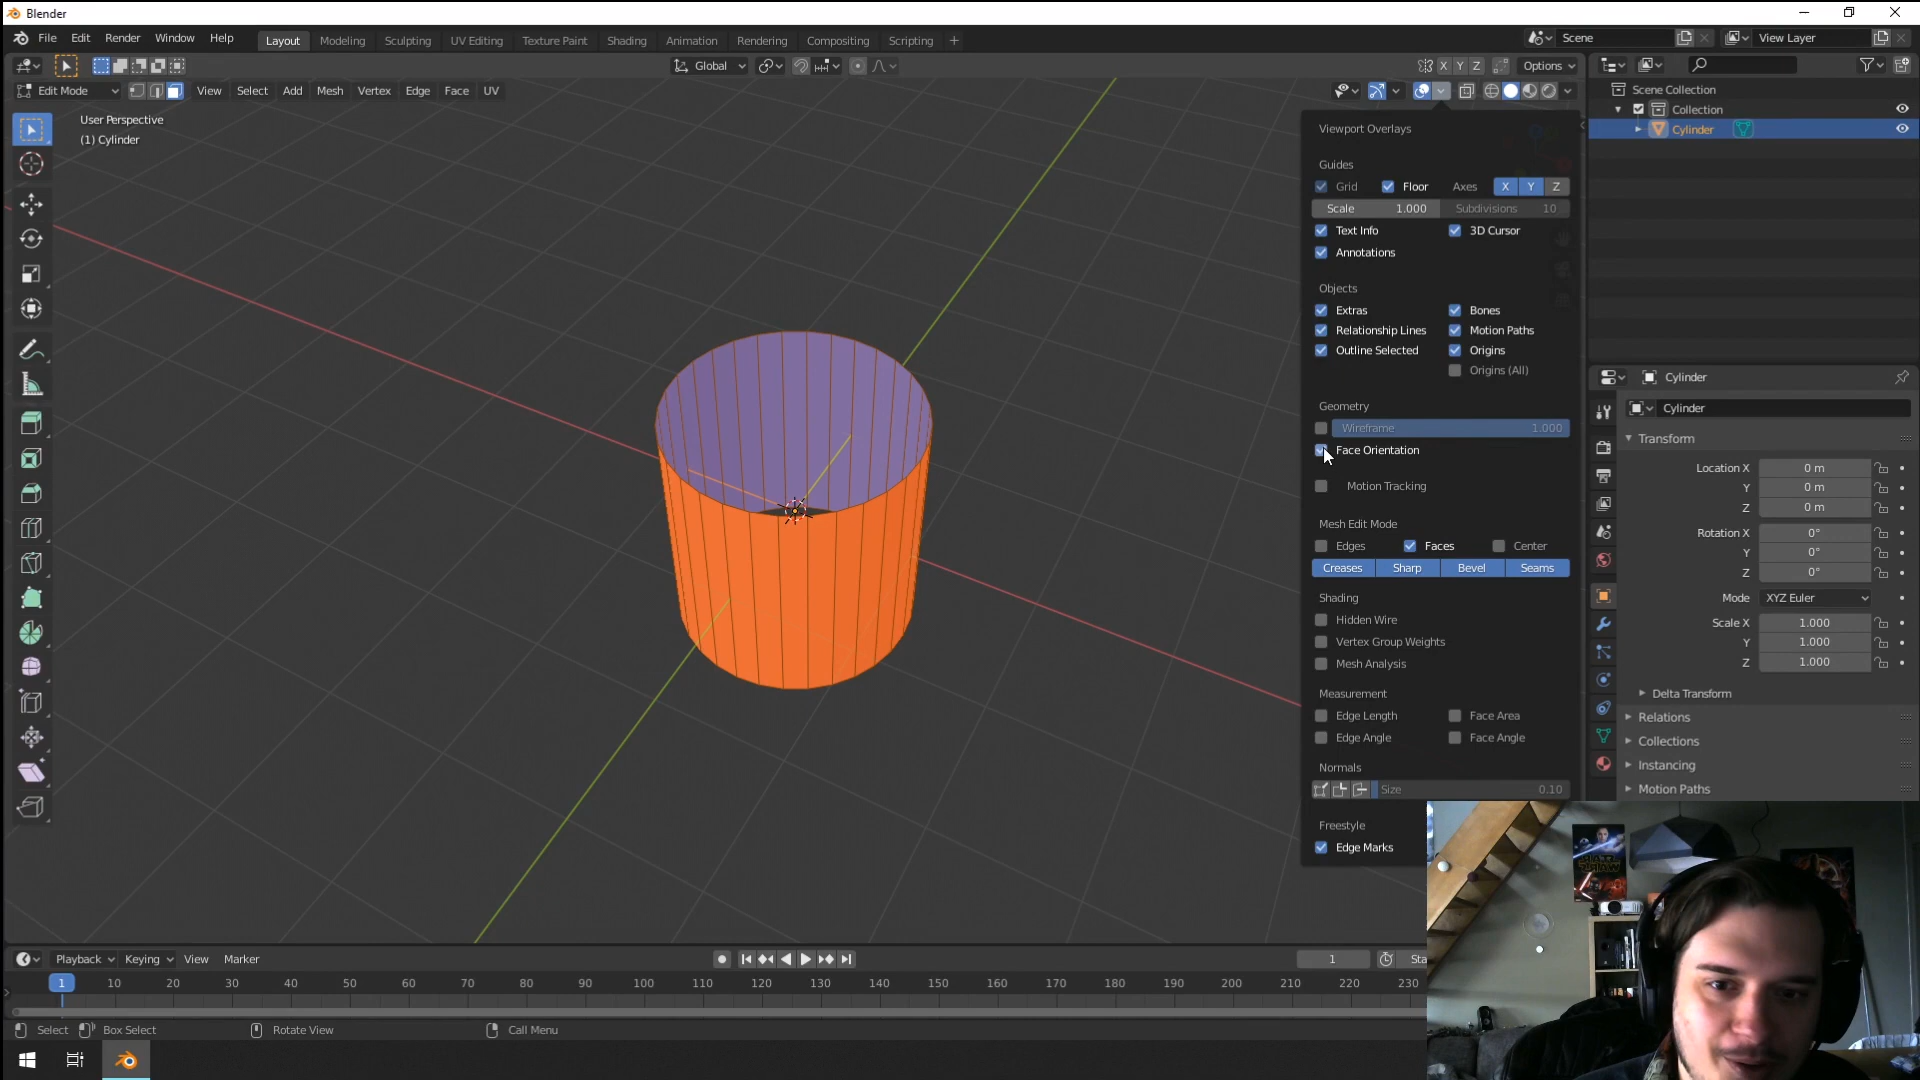 Blender
File Edit Render Window Help
Layout Modeling Sculpting UV Editing Texture Paint Shading Animation Rendering Compositing Scripting +
Scene
View Layer
Global
X Y Z
Options
Edit Mode
View Select Add Mesh Vertex Edge Face UV
User Perspective
(1) Cylinder
Viewport Overlays
Guides
Grid Floor Axes X Y Z
Scale 1.000 Subdivisions 10
Text Info 3D Cursor
Annotations
Objects
Extras Bones
Relationship Lines Motion Paths
Outline Selected Origins
Origins (All)
Geometry
Wireframe 1.000
Face Orientation
Motion Tracking
Mesh Edit Mode
Edges Faces Center
Creases Sharp Bevel Seams
Shading
Hidden Wire
Vertex Group Weights
Mesh Analysis
Measurement
Edge Length Face Area
Edge Angle Face Angle
Normals
Size 0.10
Freestyle
Edge Marks
Scene Collection
Collection
Cylinder
Cylinder
Cylinder
Transform
Location X 0 m
Y 0 m
Z 0 m
Rotation X 0°
Y 0°
Z 0°
Mode XYZ Euler
Scale X 1.000
Y 1.000
Z 1.000
Delta Transform
Relations
Collections
Instancing
Motion Paths
Playback Keying View Marker
1
Sta
1 10 20 30 40 50 60 70 80 90 100 110 120 130 140 150 160 170 180 190 200 210 220 230
Select Box Select Rotate View Call Menu
STAR
WARS